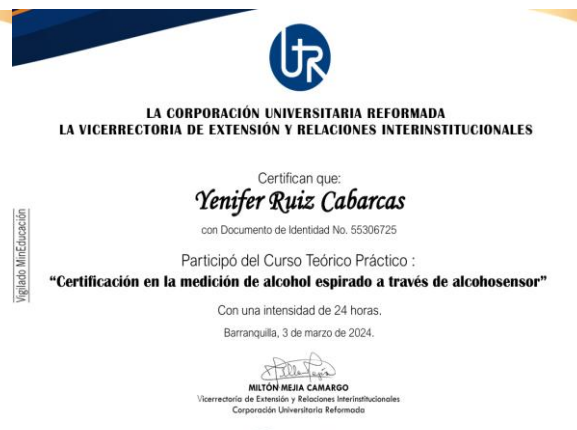 UR
LA CORPORACIÓN UNIVERSITARIA REFORMADA
LA VICERRECTORIA DE EXTENSIÓN Y RELACIONES INTERINSTITUCIONALES
Certifican que:
Yenifer Ruiz Cabarcas
con Documento de Identidad No. 55306725
Participó del Curso Teórico Práctico :
“Certificación en la medición de alcohol espirado a través de alcohosensor”
Con una intensidad de 24 horas.
Barranquilla, 3 de marzo de 2024.
MILTÓN MEJIA CAMARGO
Vicerrectoría de Extensión y Relaciones Interinstitucionales
Corporación Universitaria Reformada
Vigilado MinEducación